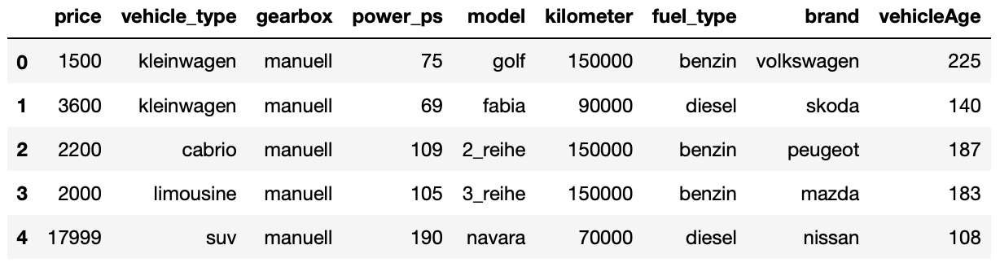 price vehicle_type gearbox power_ps model kilometer fuel_type brand vehicleAge
0 1500 kleinwagen manuell 75 golf 150000 benzin volkswagen 225
1 3600 kleinwagen manuell 69 fabia 90000 diesel skoda 140
2 2200 cabrio manuell 109 2_reihe 150000 benzin peugeot 187
3 2000 limousine manuell 105 3_reihe 150000 benzin mazda 183
4 17999 suv manuell 190 navara 70000 diesel nissan 108